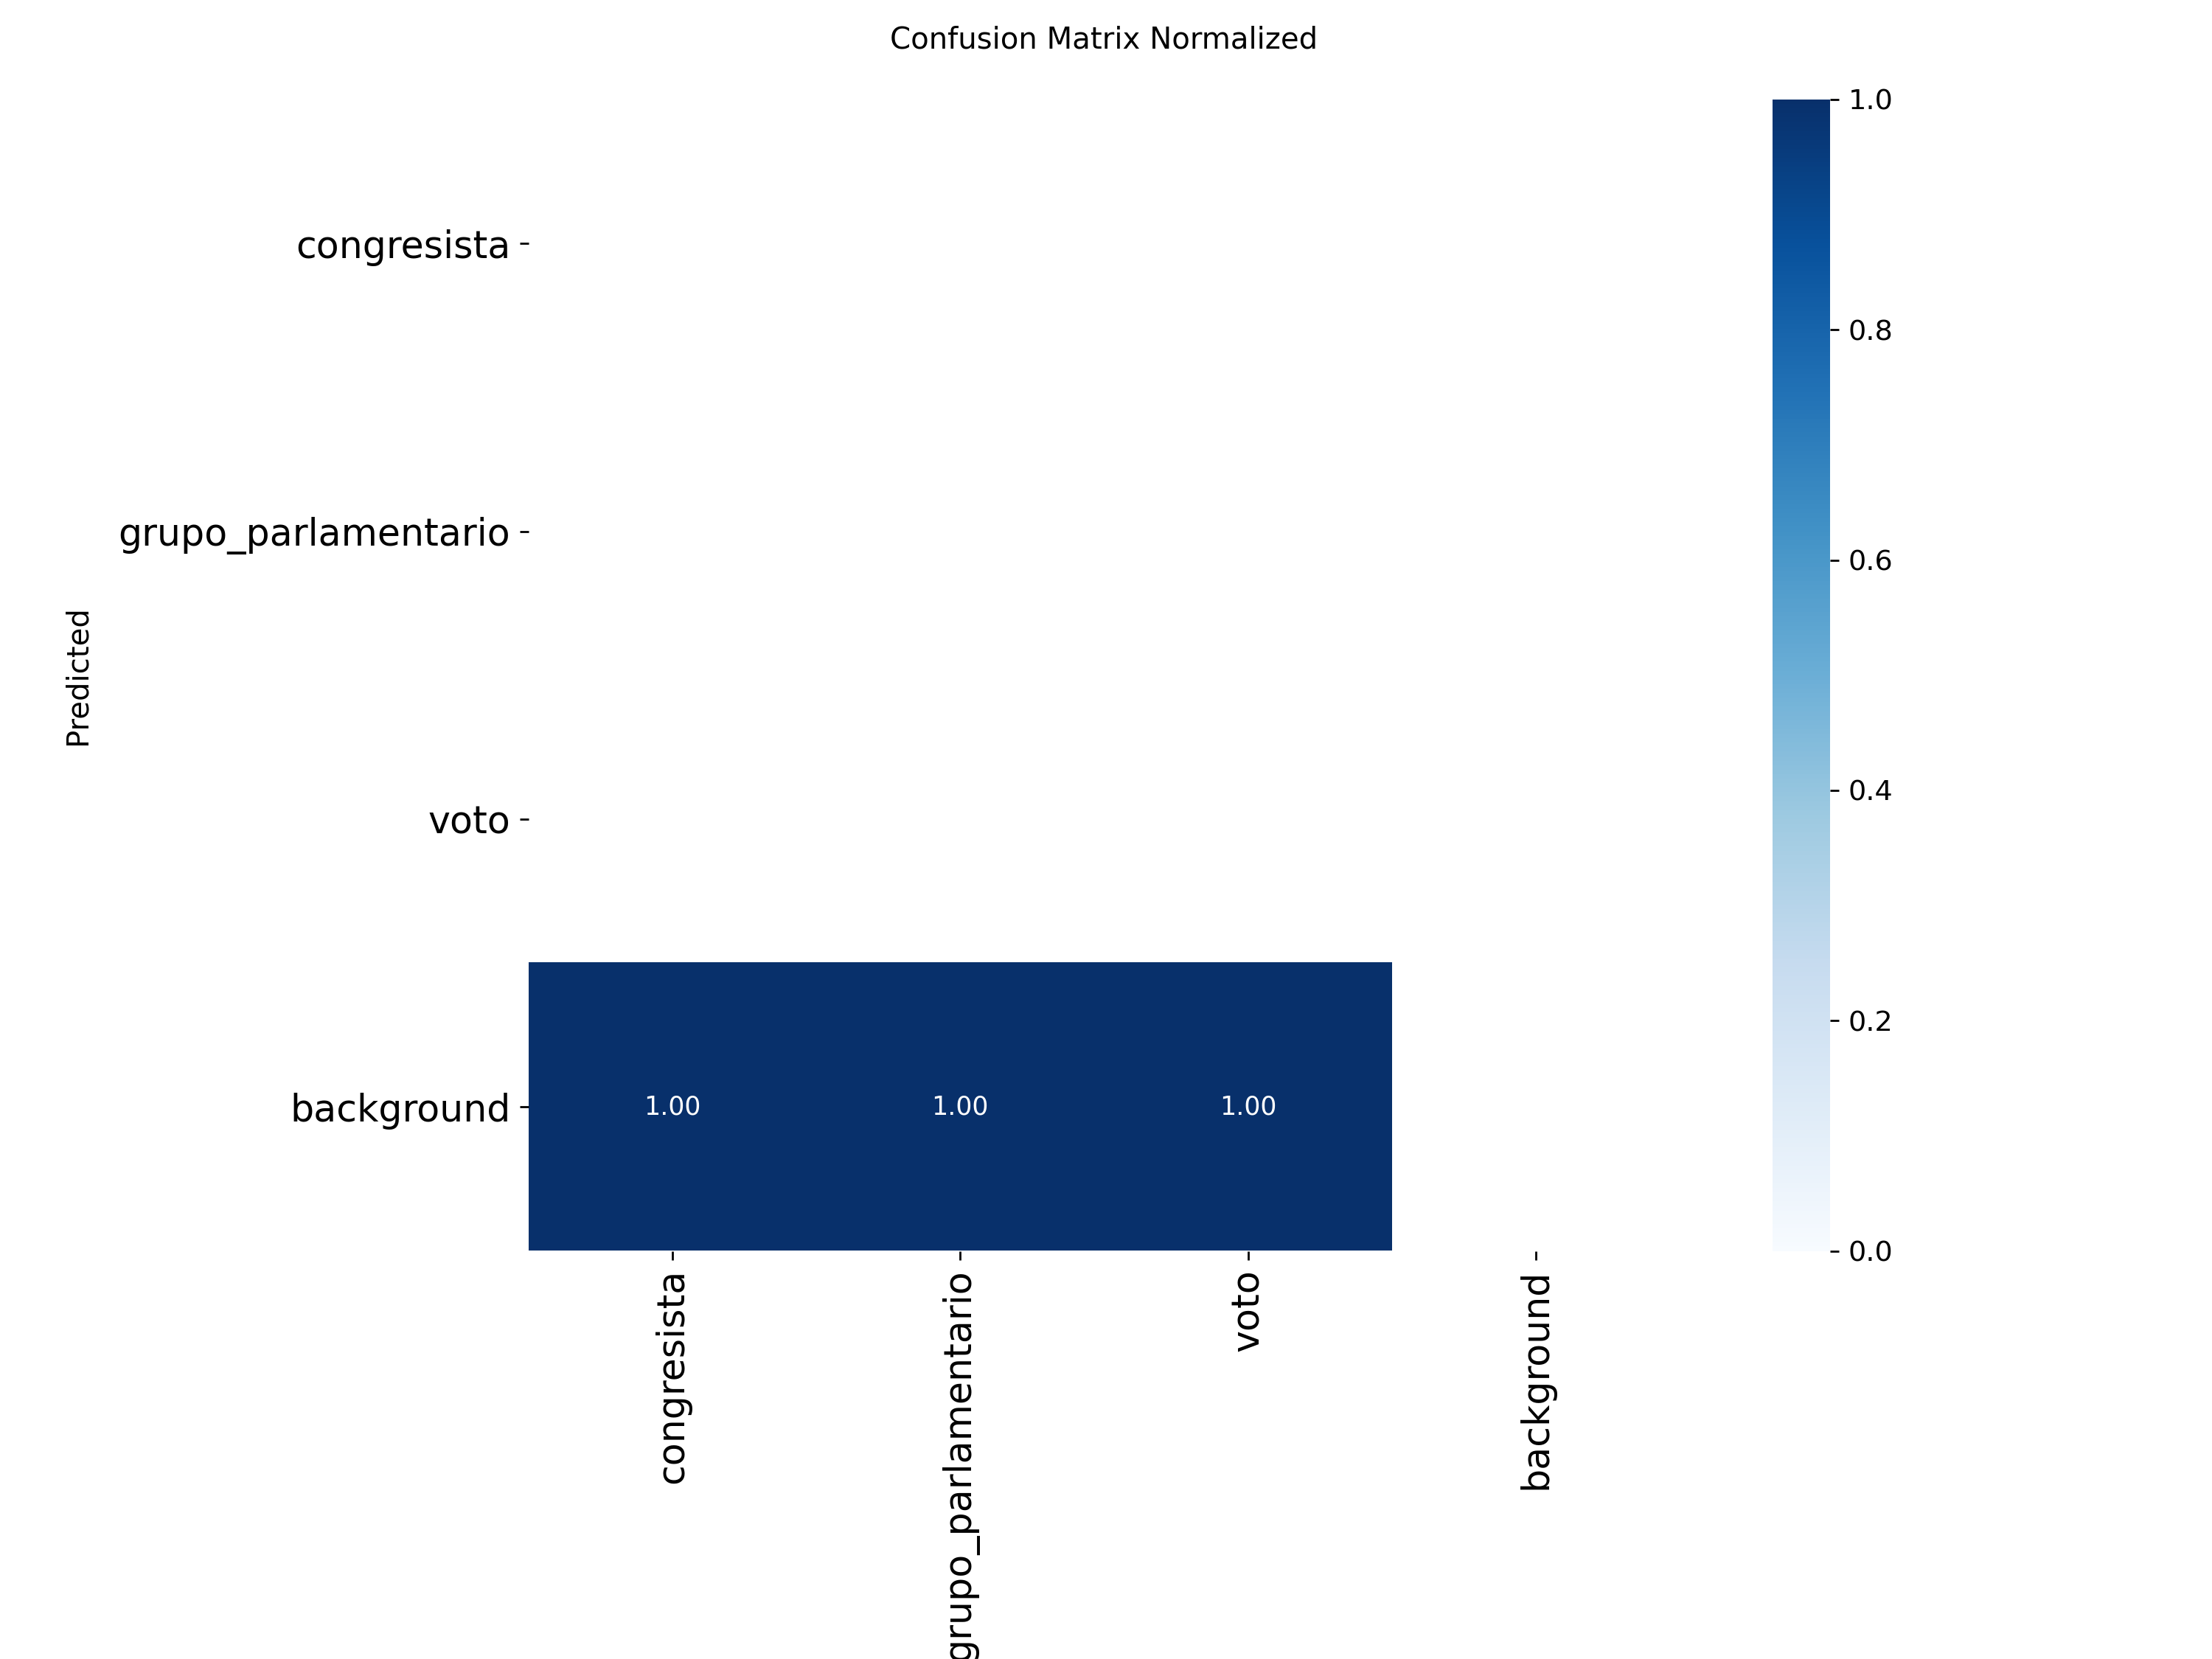 Confusion Matrix Normalized
Predicted
congresista
grupo_parlamentario
voto
background
1.00 1.00 1.00
congresista
grupo_parlamentario
voto
background
1.0
0.8
0.6
0.4
0.2
0.0